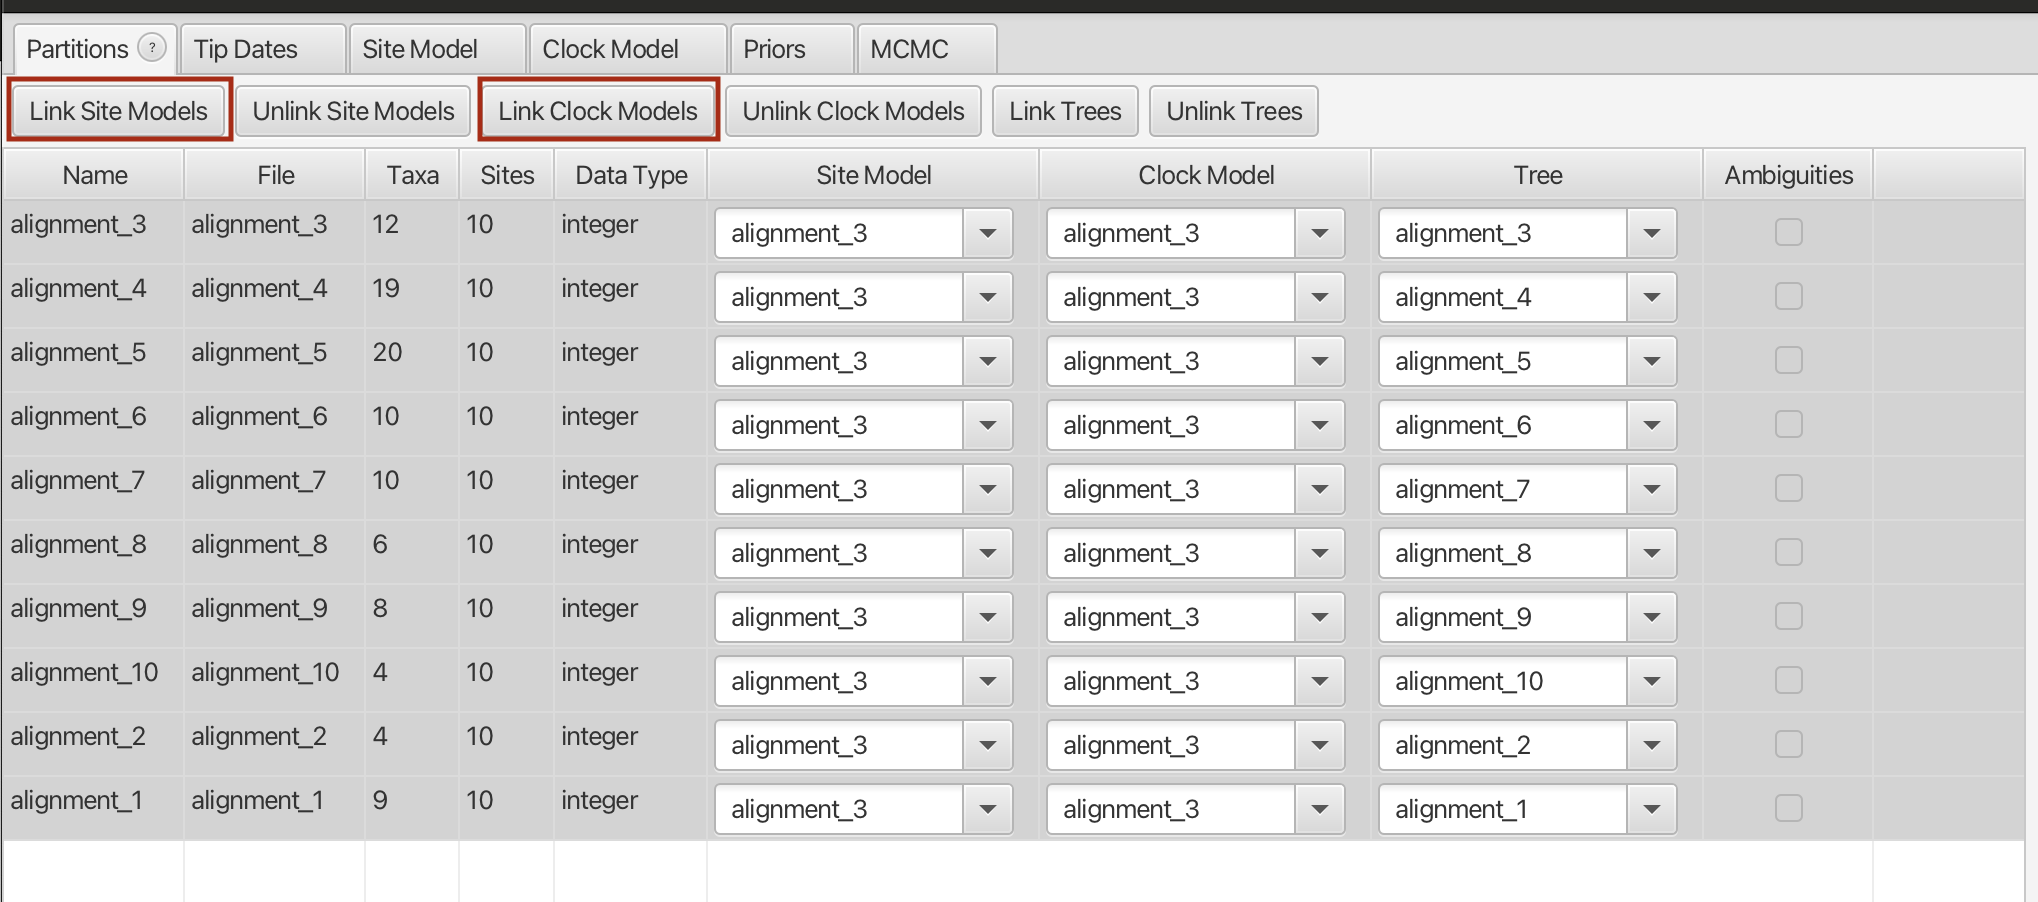 Partitions ? Tip Dates Site Model Clock Model Priors MCMC
Link Site Models Unlink Site Models Link Clock Models Unlink Clock Models Link Trees Unlink Trees
Name File Taxa Sites Data Type Site Model Clock Model Tree Ambiguities
alignment_3 alignment_3 12 10 integer alignment_3 alignment_3 alignment_3
alignment_4 alignment_4 19 10 integer alignment_3 alignment_3 alignment_4
alignment_5 alignment_5 20 10 integer alignment_3 alignment_3 alignment_5
alignment_6 alignment_6 10 10 integer alignment_3 alignment_3 alignment_6
alignment_7 alignment_7 10 10 integer alignment_3 alignment_3 alignment_7
alignment_8 alignment_8 6 10 integer alignment_3 alignment_3 alignment_8
alignment_9 alignment_9 8 10 integer alignment_3 alignment_3 alignment_9
alignment_10 alignment_10 4 10 integer alignment_3 alignment_3 alignment_10
alignment_2 alignment_2 4 10 integer alignment_3 alignment_3 alignment_2
alignment_1 alignment_1 9 10 integer alignment_3 alignment_3 alignment_1